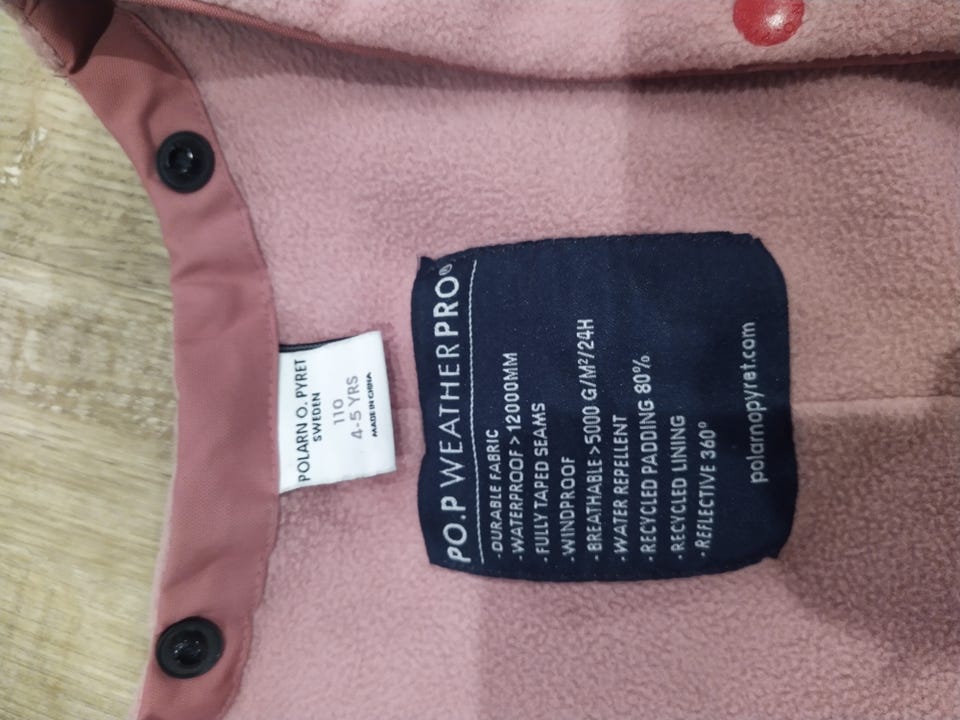 POLARN O. PYRET
SWEDEN
110
4-5 YRS
MADE IN CHINA
PO.P WEATHERPRO®
·DURABLE FABRIC
·WATERPROOF >12000MM
·FULLY TAPED SEAMS
·WINDPROOF
·BREATHABLE >5000 G/M²/24H
·WATER REPELLENT
·RECYCLED PADDING 80%
·RECYCLED LINING
·REFLECTIVE 360°
polarnopyret.com